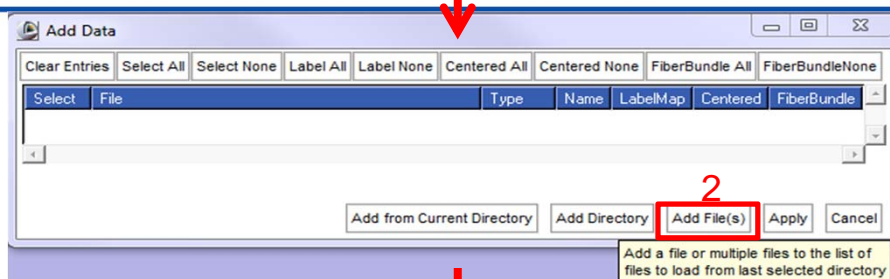 Add Data
Clear Entries Select All Select None Label All Label None Centered All Centered None FiberBundle All FiberBundleNone
Select File Type Name LabelMap Centered FiberBundle
2
Add from Current Directory Add Directory Add File(s) Apply Cancel
Add a file or multiple files to the list of
files to load from last selected directory